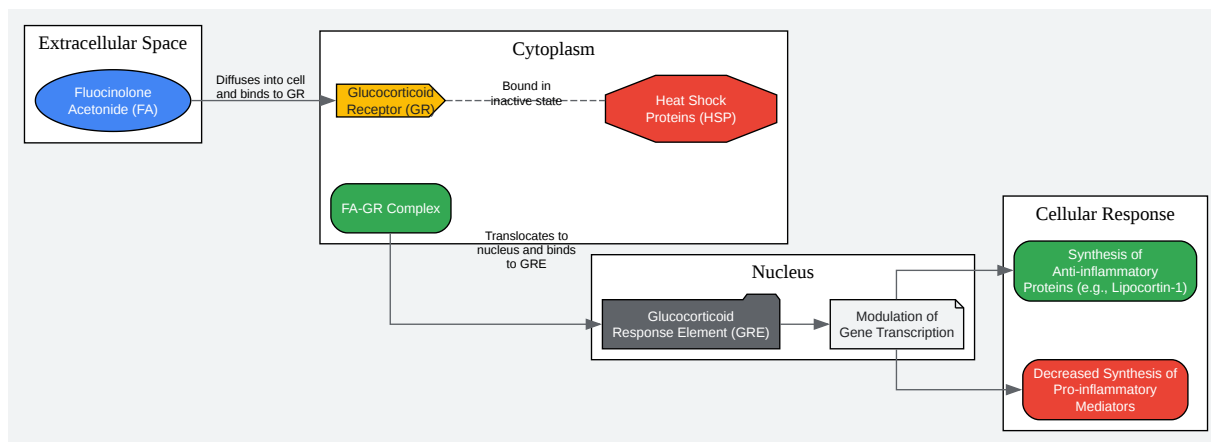 Extracellular Space
Fluocinolone
Acetonide (FA)
Diffuses into cell
and binds to GR
Cytoplasm
Glucocorticoid
Receptor (GR)
Bound in
inactive state
Heat Shock
Proteins (HSP)
FA-GR Complex
Translocates to
nucleus and binds
to GRE
Nucleus
Glucocorticoid
Response Element (GRE)
Modulation of
Gene Transcription
Cellular Response
Synthesis of
Anti-inflammatory
Proteins (e.g., Lipocortin-1)
Decreased Synthesis of
Pro-inflammatory
Mediators